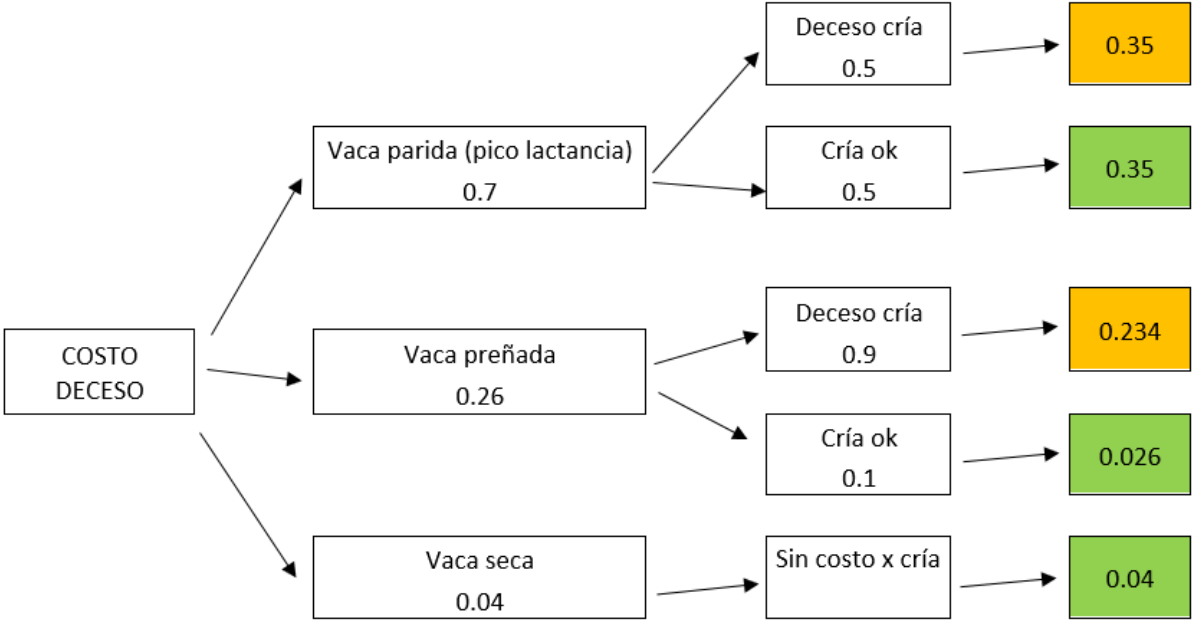 COSTO
DECESO
Vaca parida (pico lactancia)
0.7
Deceso cría
0.5
0.35
Cría ok
0.5
0.35
Vaca preñada
0.26
Deceso cría
0.9
0.234
Cría ok
0.1
0.026
Vaca seca
0.04
Sin costo x cría
0.04